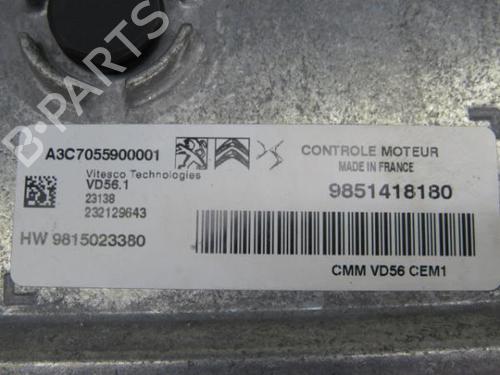 A3C7055900001
Vitesco Technologies
VD56.1
23138
232129643
HW 9815023380
CONTROLE MOTEUR
MADE IN FRANCE
9851418180
CMM VD56 CEM1
B-PARTS